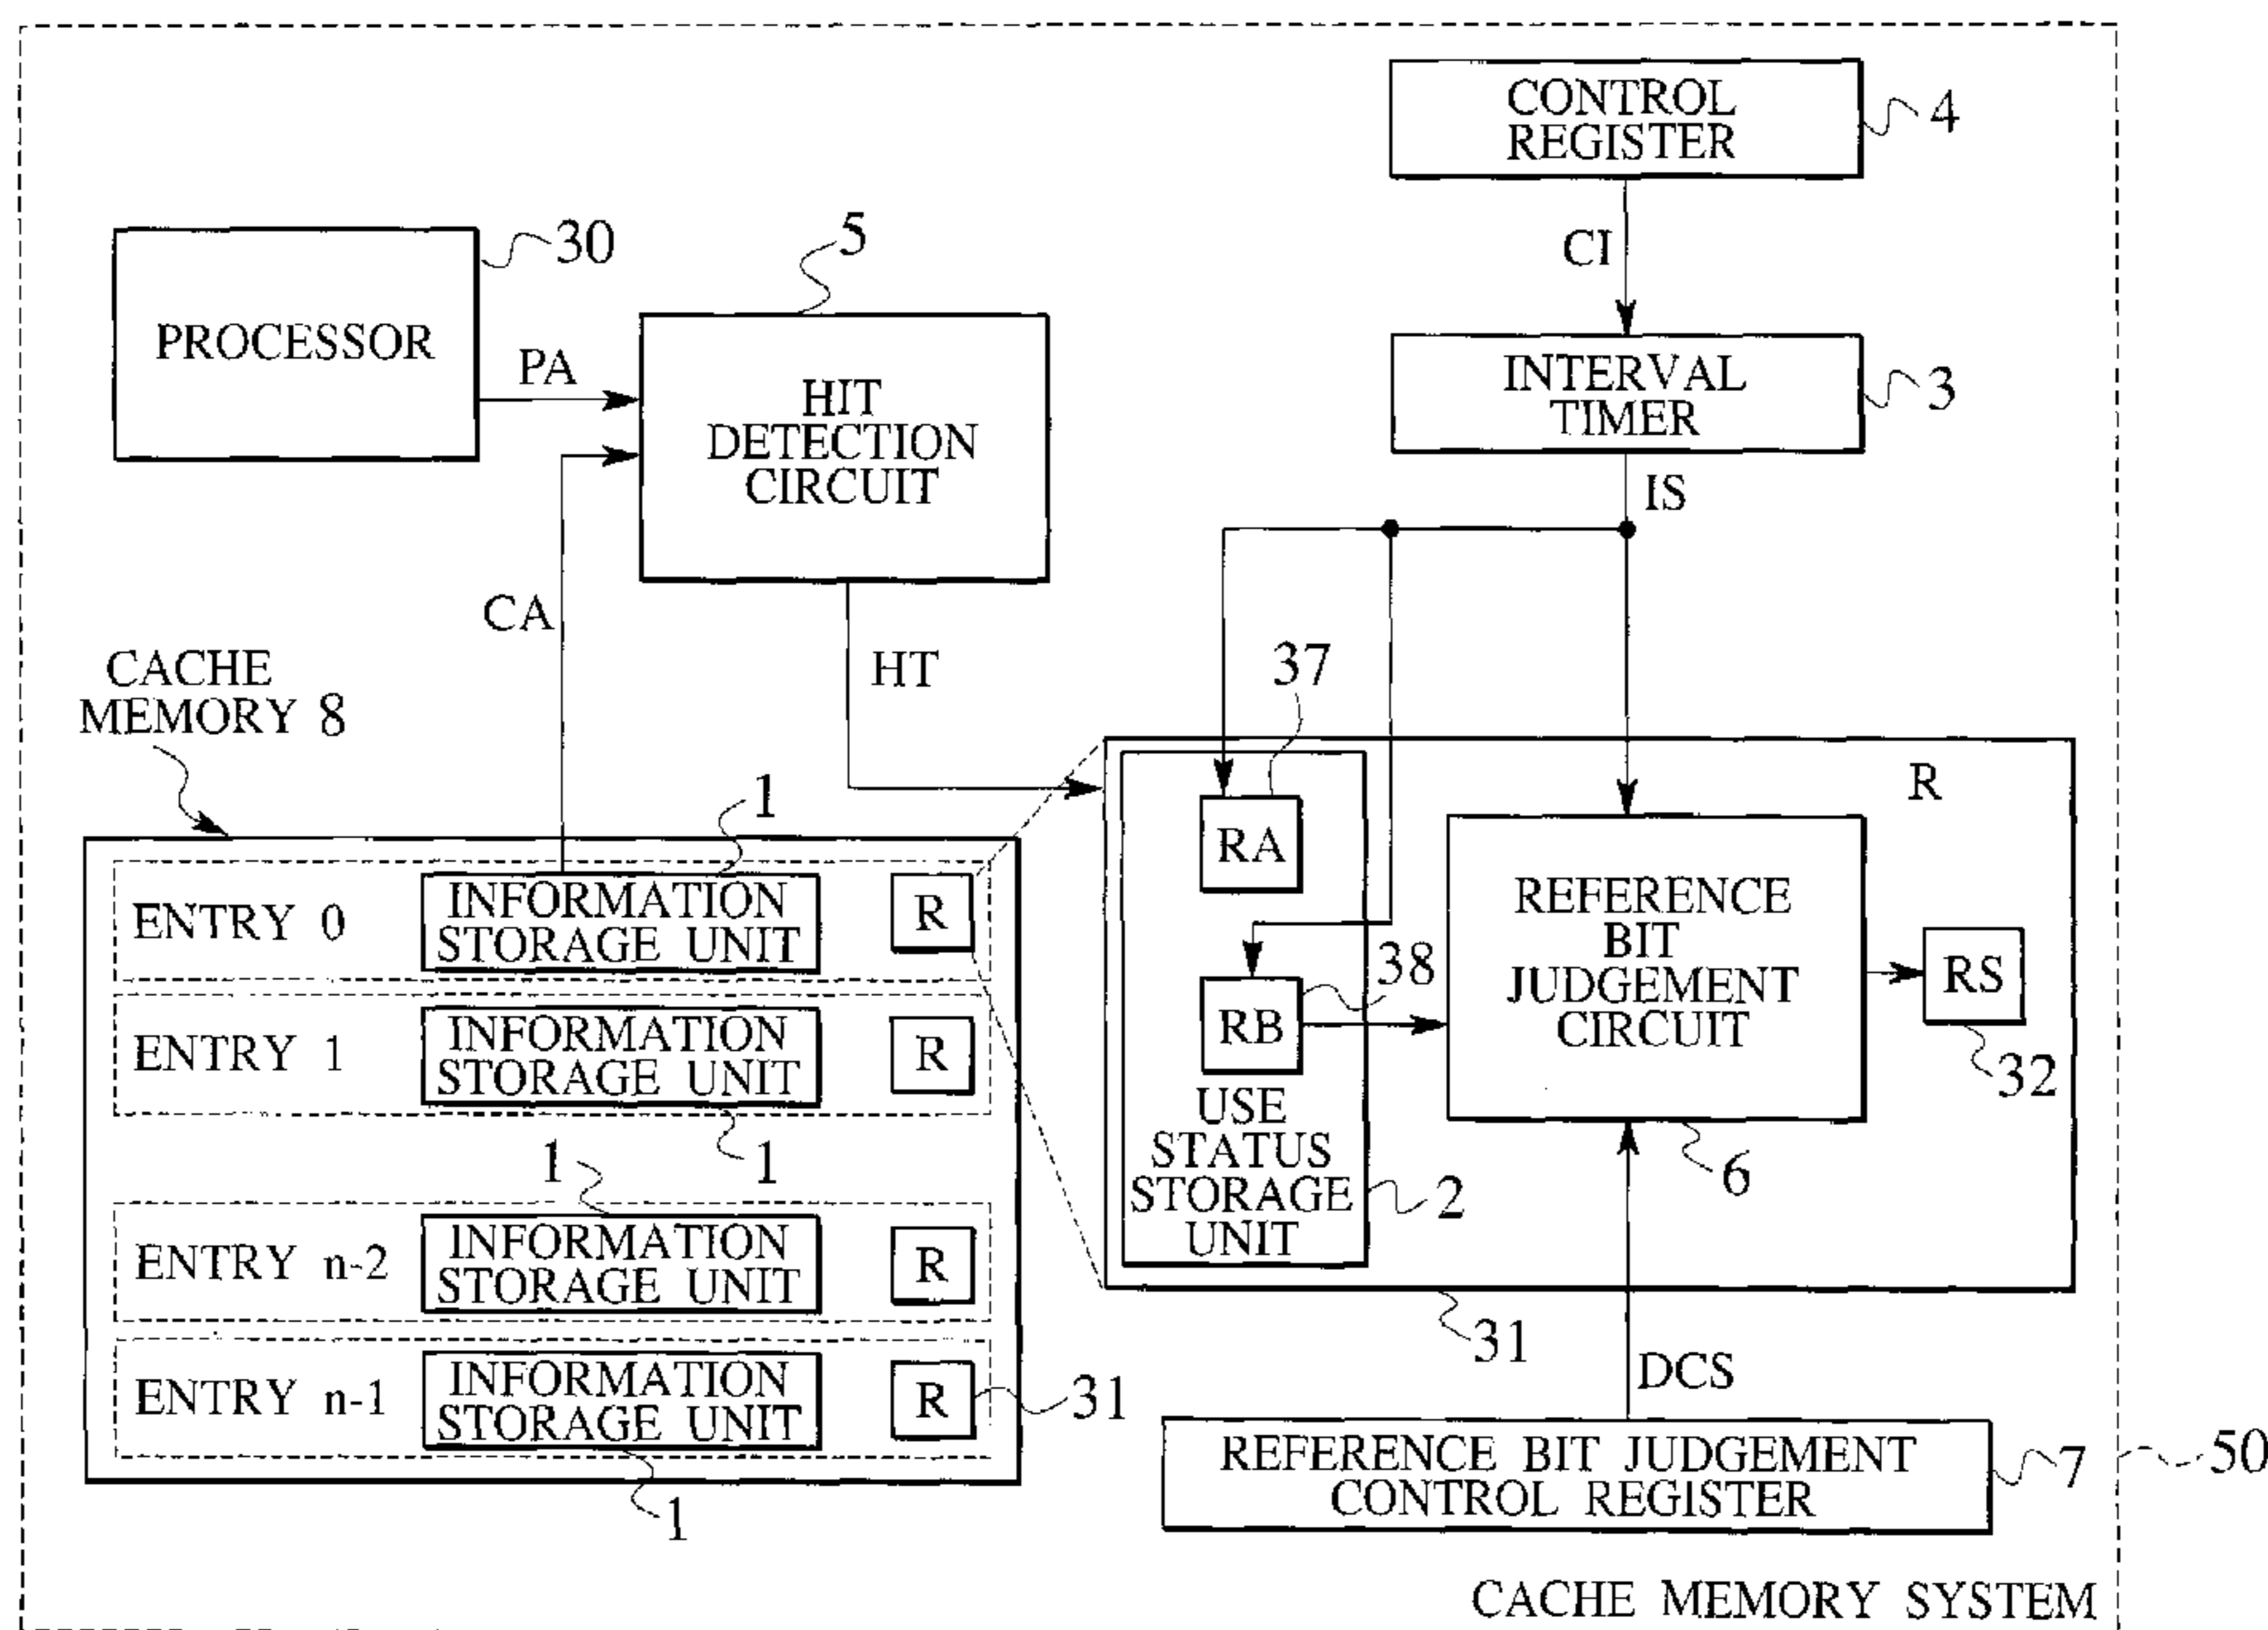 CONTROL
REGISTER
4
CI
PROCESSOR
30
PA
5
HIT
DETECTION
CIRCUIT
INTERVAL
TIMER
3
IS
CA
HT
CACHE
MEMORY 8
37
R
RA
38
RB
USE
STATUS
STORAGE
UNIT
2
REFERENCE
BIT
JUDGEMENT
CIRCUIT
6
RS
32
31
1
ENTRY 0
INFORMATION
STORAGE UNIT
R
ENTRY 1
INFORMATION
STORAGE UNIT
R
1
1
ENTRY n-2
INFORMATION
STORAGE UNIT
R
ENTRY n-1
INFORMATION
STORAGE UNIT
R
31
1
DCS
REFERENCE BIT JUDGEMENT
CONTROL REGISTER
7
50
CACHE MEMORY SYSTEM